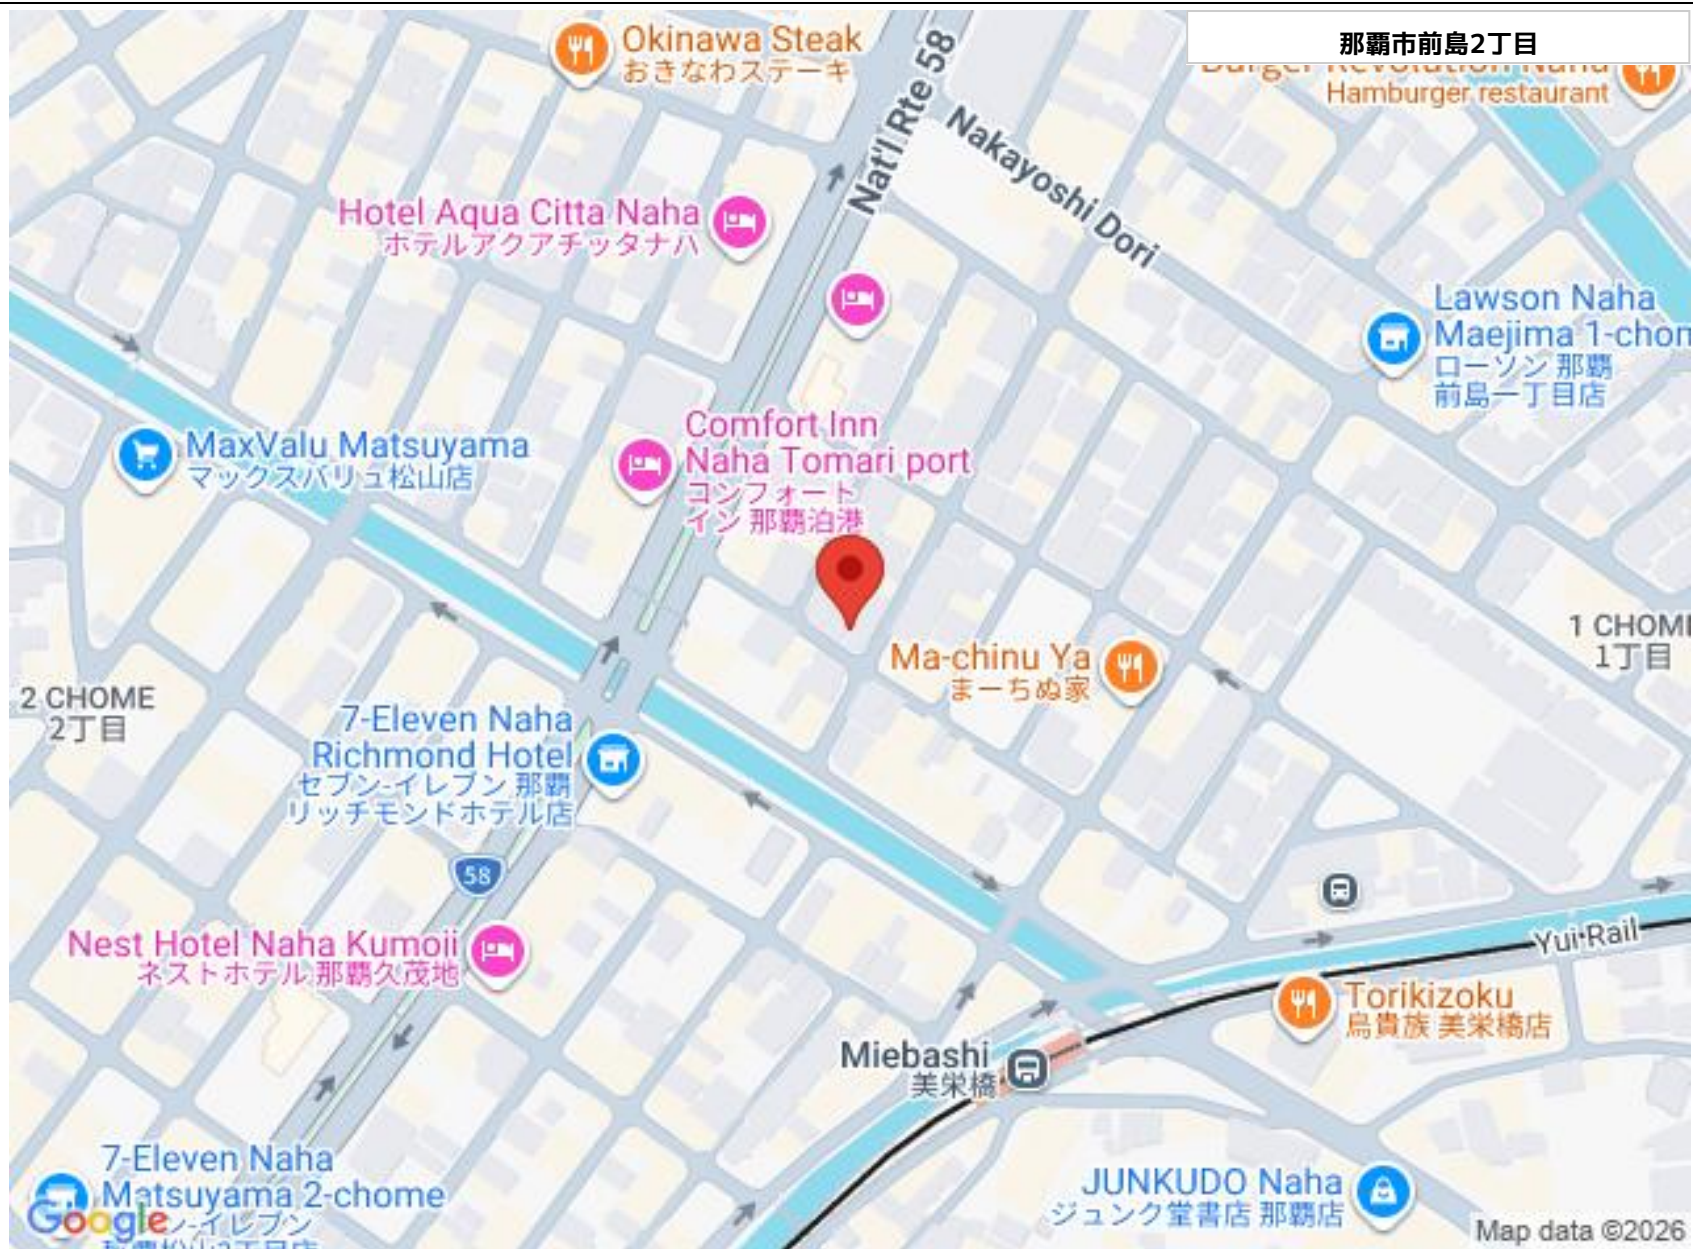 那覇市前島2丁目
Okinawa Steak
おきなわステーキ
Burger Revolution Naha
Hamburger restaurant
Nat'l Rte 58
Nakayoshi Dori
Hotel Aqua Citta Naha
ホテルアクアチッタナハ
Lawson Naha
Maejima 1-chom
ローソン 那覇
前島一丁目店
Comfort Inn
Naha Tomari port
コンフォート
イン 那覇泊港
MaxValu Matsuyama
マックスバリュ松山店
1 CHOME
1丁目
Ma-chinu Ya
まーちぬ家
2 CHOME
2丁目
7-Eleven Naha
Richmond Hotel
セブン-イレブン 那覇
リッチモンドホテル店
58
Nest Hotel Naha Kumoji
ネストホテル 那覇久茂地
Yui Rail
Torikizoku
鳥貴族 美栄橋店
Miebashi
美栄橋
7-Eleven Naha
Matsuyama 2-chome
ン-イレブン
JUNKUDO Naha
ジュンク堂書店 那覇店
Google
Map data ©2026